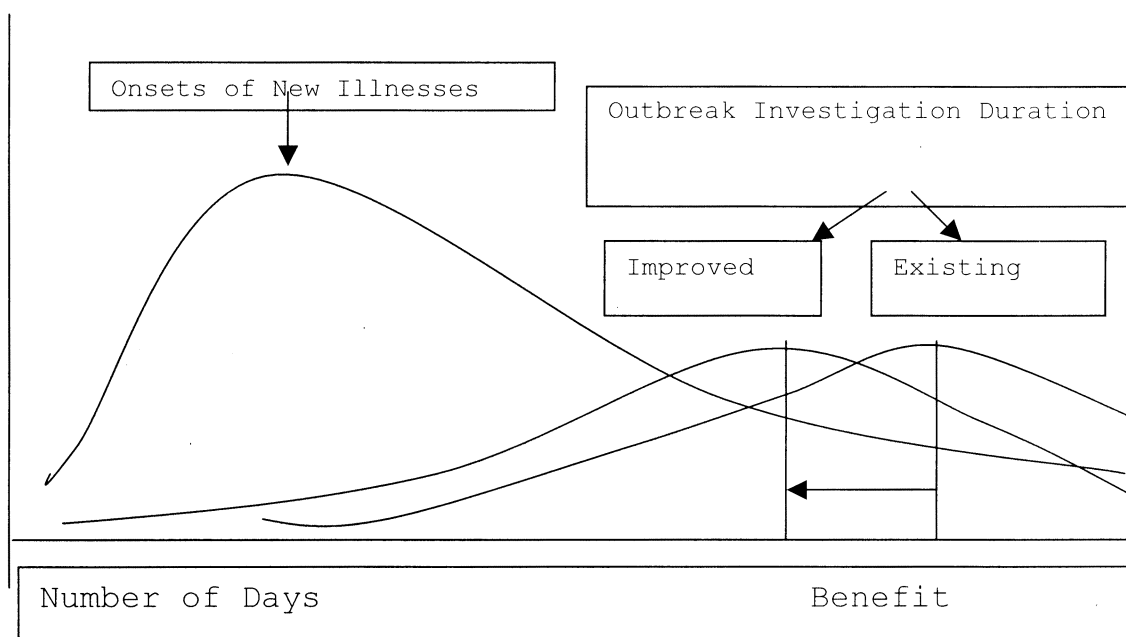 Onsets of New Illnesses
Outbreak Investigation Duration
Improved
Existing
Number of Days
Benefit